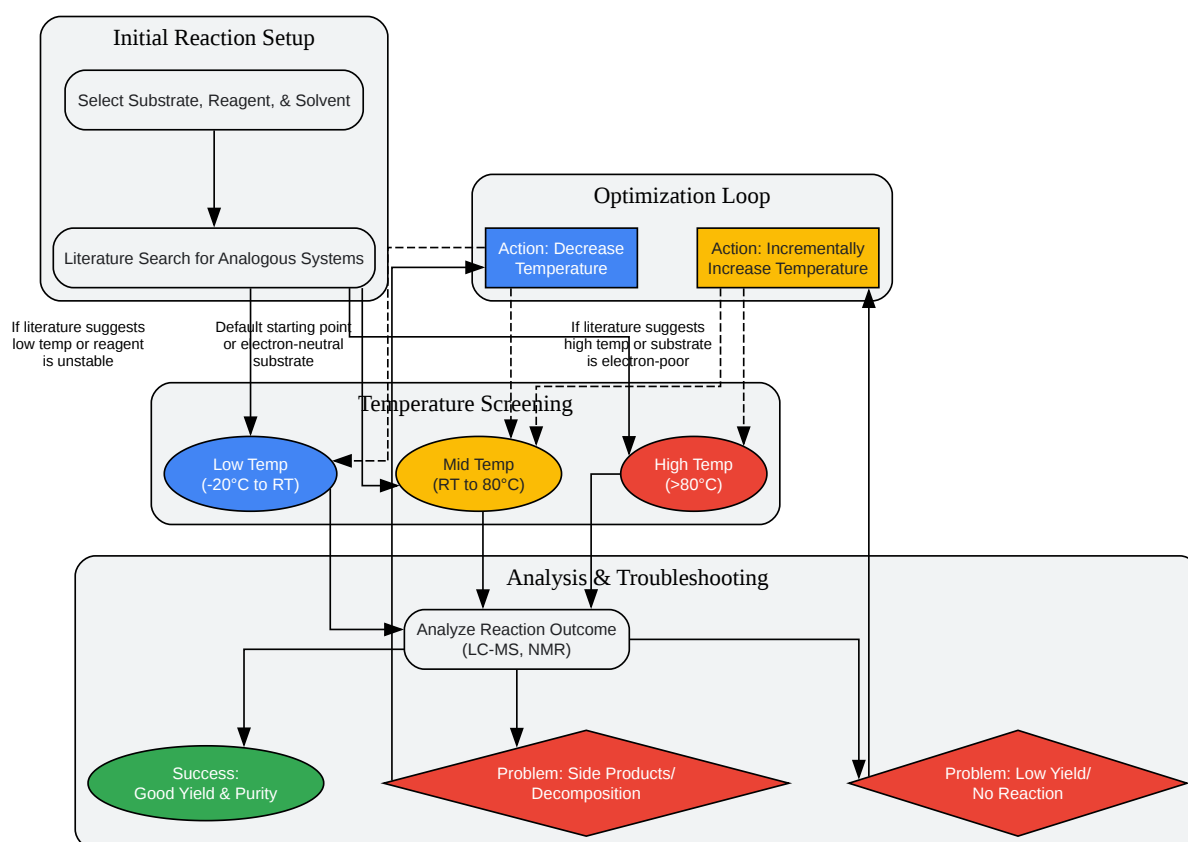 Initial Reaction Setup
Select Substrate, Reagent, & Solvent
Literature Search for Analogous Systems
Optimization Loop
Action: Decrease
Temperature
Action: Incrementally
Increase Temperature
If literature suggests
low temp or reagent
is unstable
Default starting point
or electron-neutral
substrate
If literature suggests
high temp or substrate
is electron-poor
Temperature Screening
Low Temp
(-20°C to RT)
Mid Temp
(RT to 80°C)
High Temp
(>80°C)
Analysis & Troubleshooting
Analyze Reaction Outcome
(LC-MS, NMR)
Success:
Good Yield & Purity
Problem: Side Products/
Decomposition
Problem: Low Yield/
No Reaction